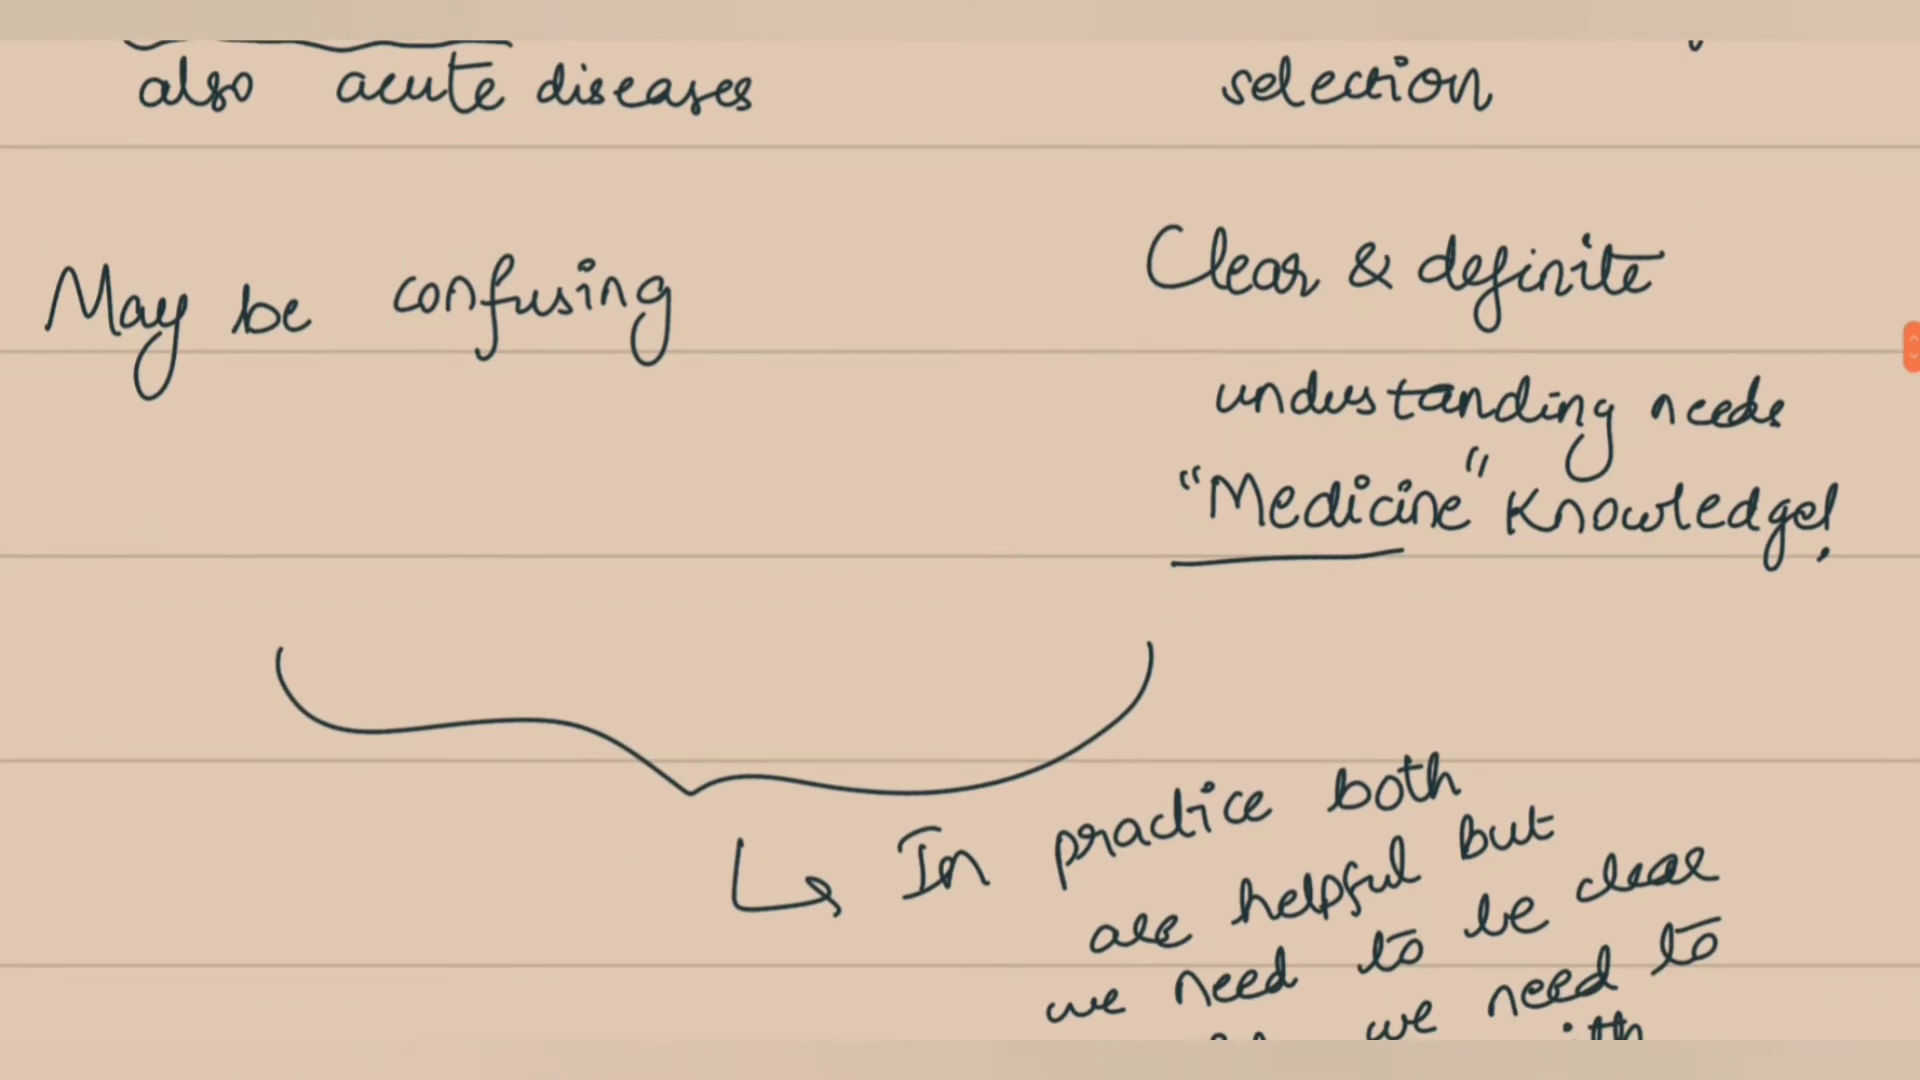 also acute diseases
selection
May be confusing
Clear & definite
understanding needs
"Medicine" Knowledge!
In practice both
are helpful but
we need to be clear
we need to